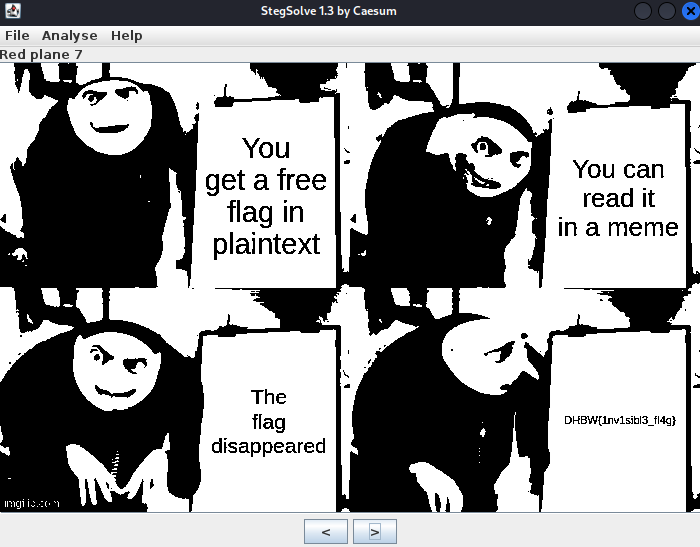 StegSolve 1.3 by Caesum
File Analyse Help
Red plane 7
You
get a free
flag in
plaintext
You can
read it
in a meme
The
flag
disappeared
DHBW{1nv1sibl3_fl4g}
imgflip.com
<
>